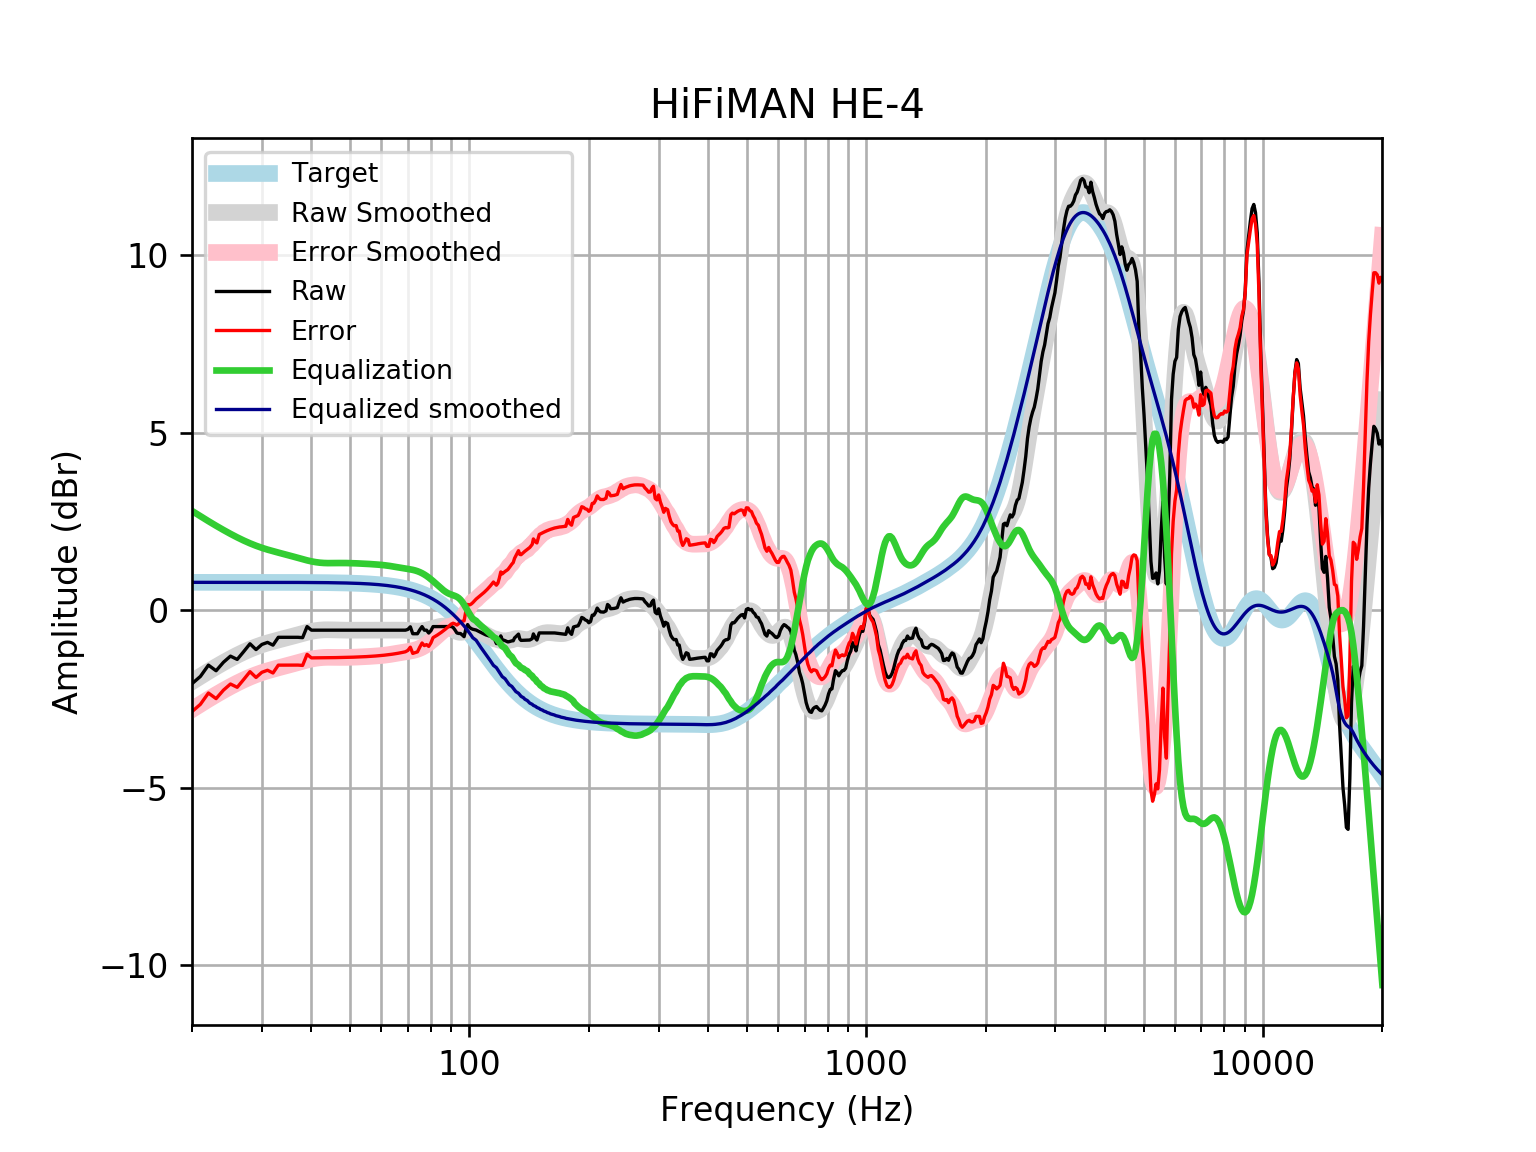 HiFiMAN HE-4
Target
Raw Smoothed
Error Smoothed
Raw
Error
Equalization
Equalized smoothed
10
5
0
−5
−10
Amplitude (dBr)
100
1000
10000
Frequency (Hz)